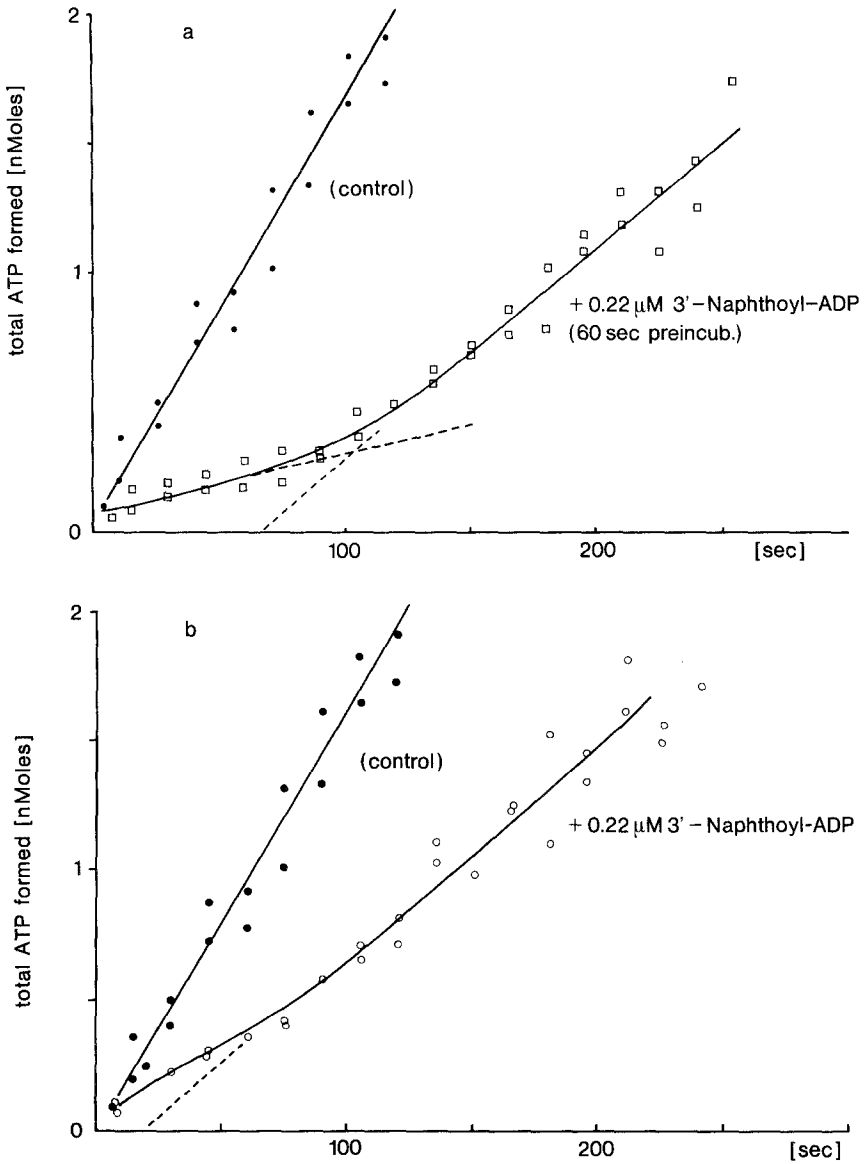 a
2
(control)
total ATP formed [nMoles]
1
+ 0.22 μM 3'-Naphthoyl-ADP
(60 sec preincub.)
0
100
200
[sec]
b
2
(control)
total ATP formed [nMoles]
1
+ 0.22 μM 3'-Naphthoyl-ADP
0
100
200
[sec]